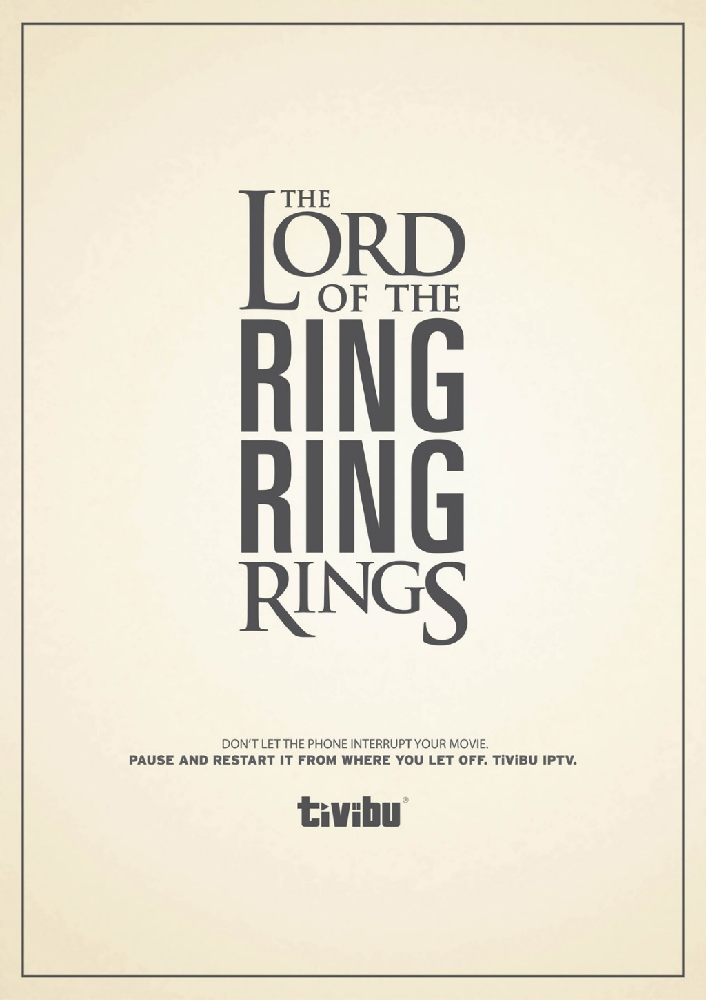 THE
LORD
OF THE
RING
RING
RINGS
DON'T LET THE PHONE INTERRUPT YOUR MOVIE.
PAUSE AND RESTART IT FROM WHERE YOU LET OFF. TiViBU IPTV.
tivibu®